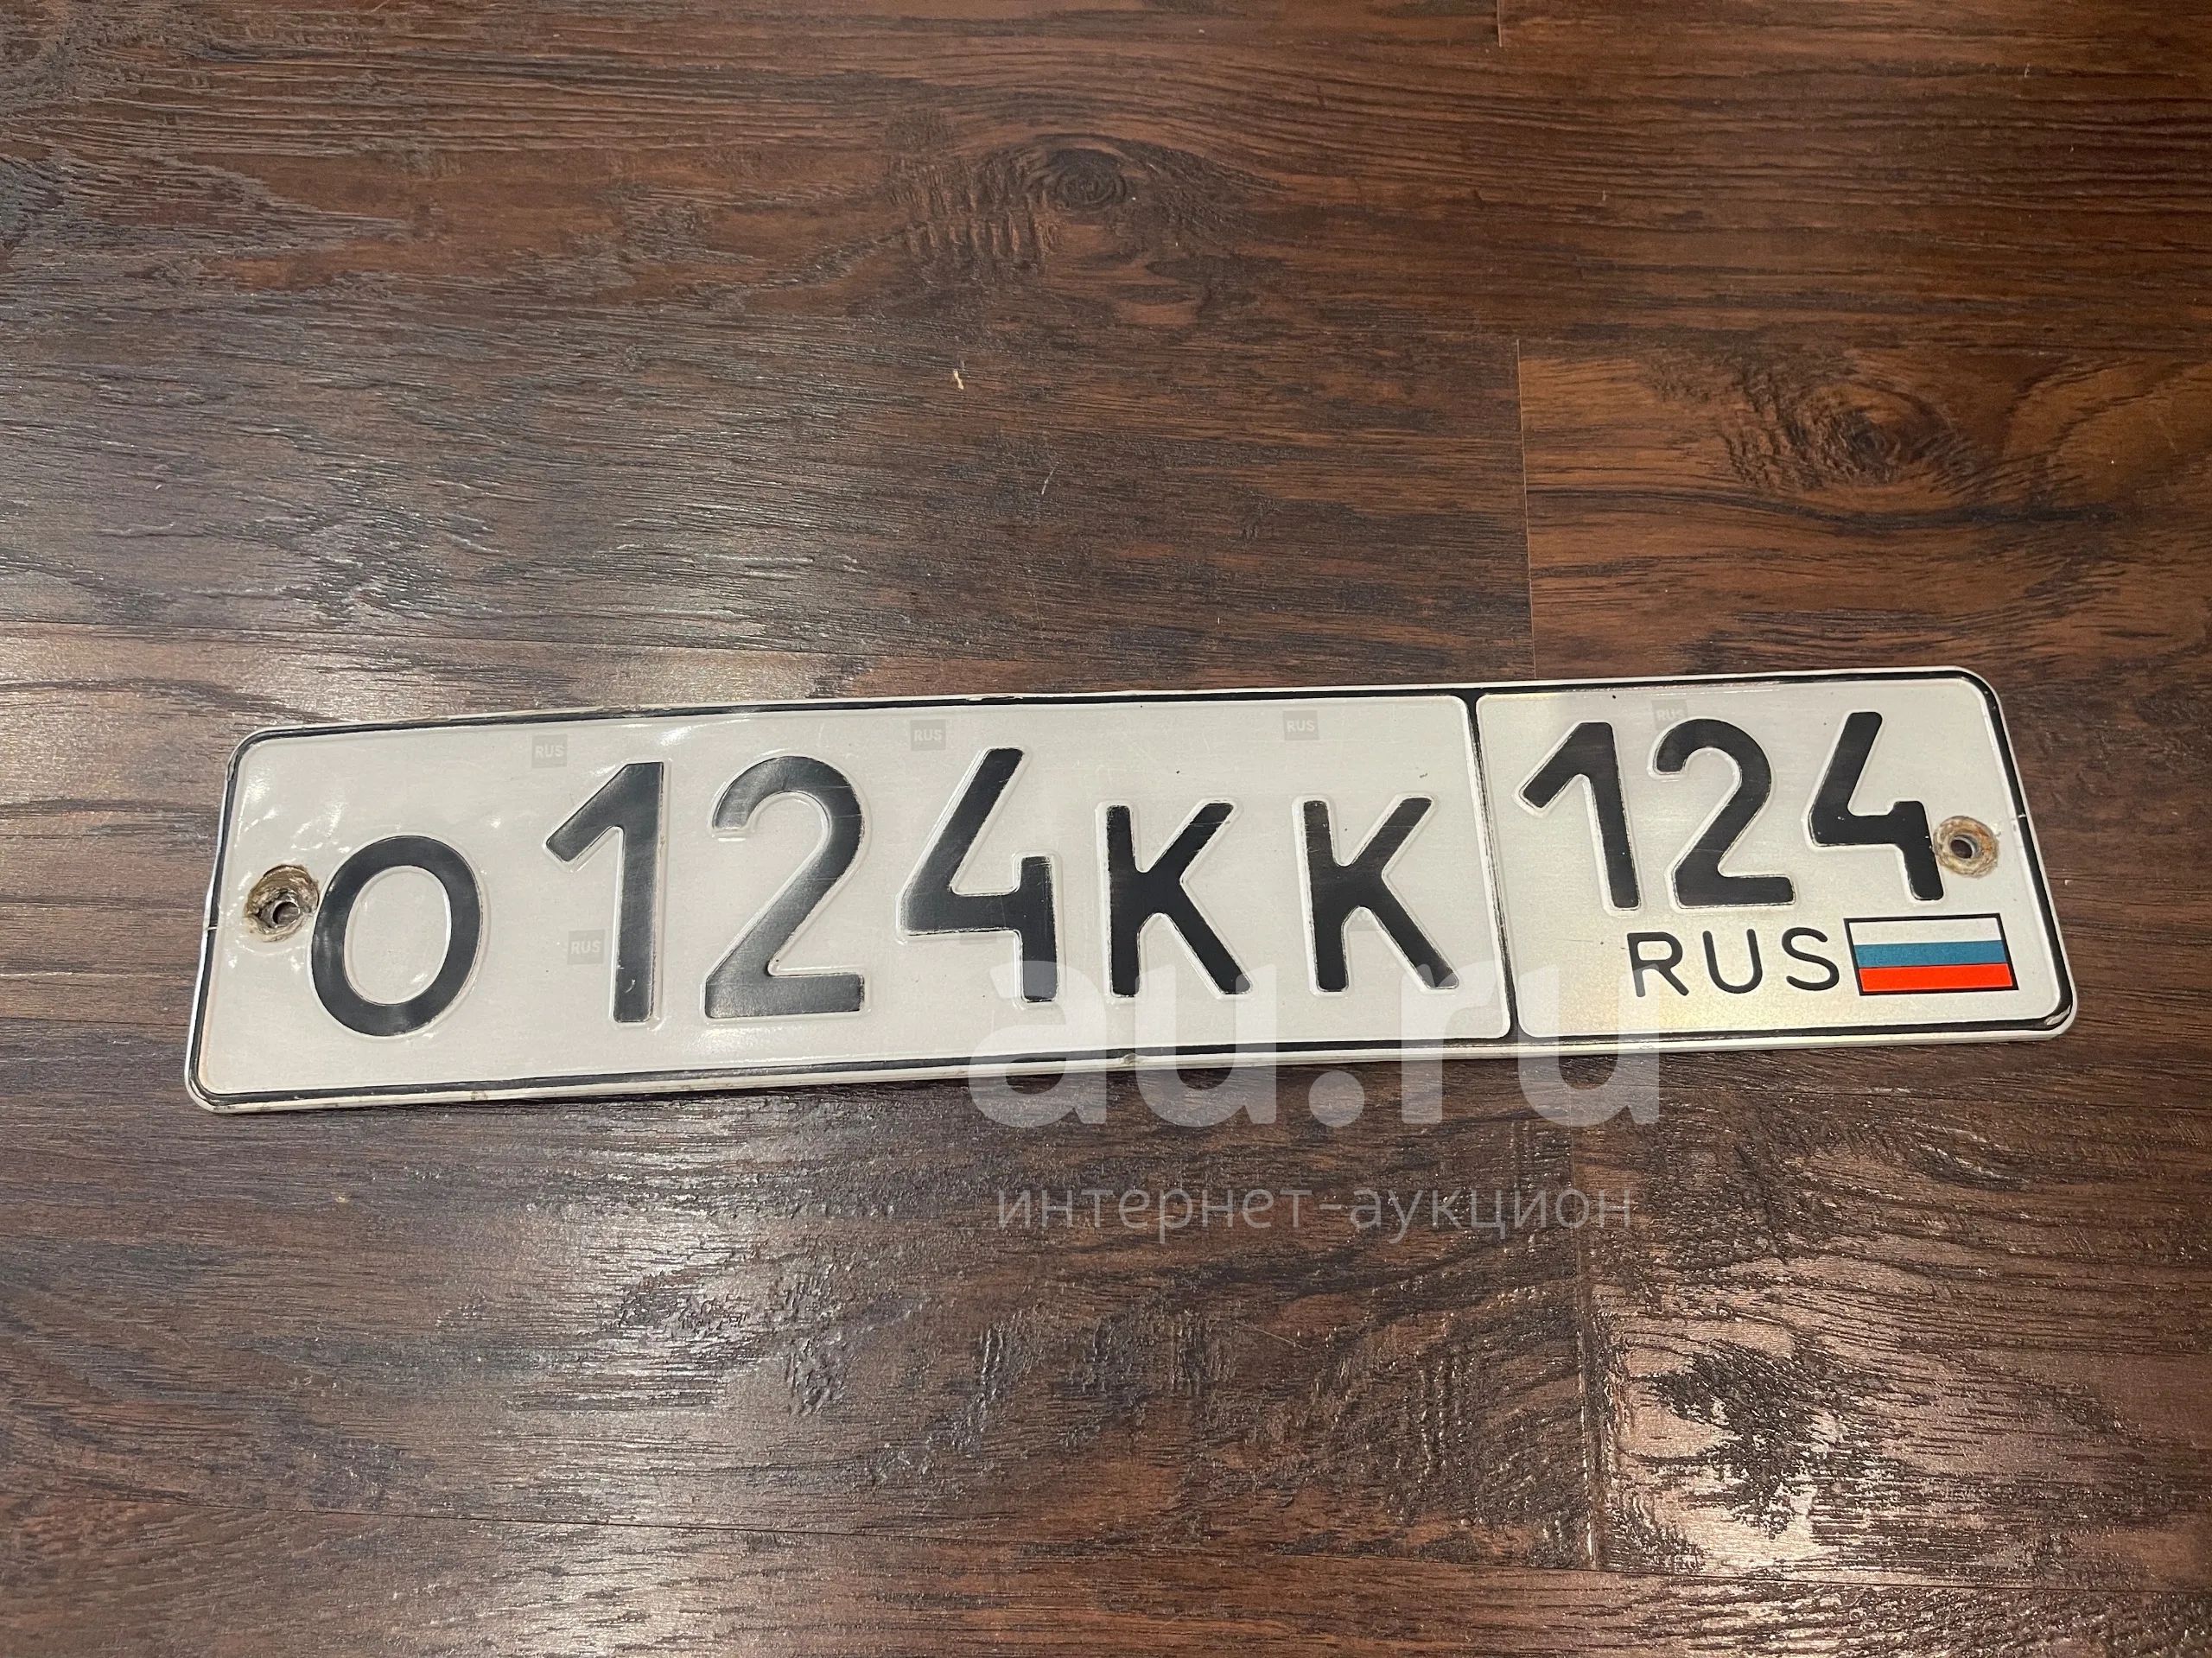 О124КК 124
RUS
au.ru
интернет-аукцион